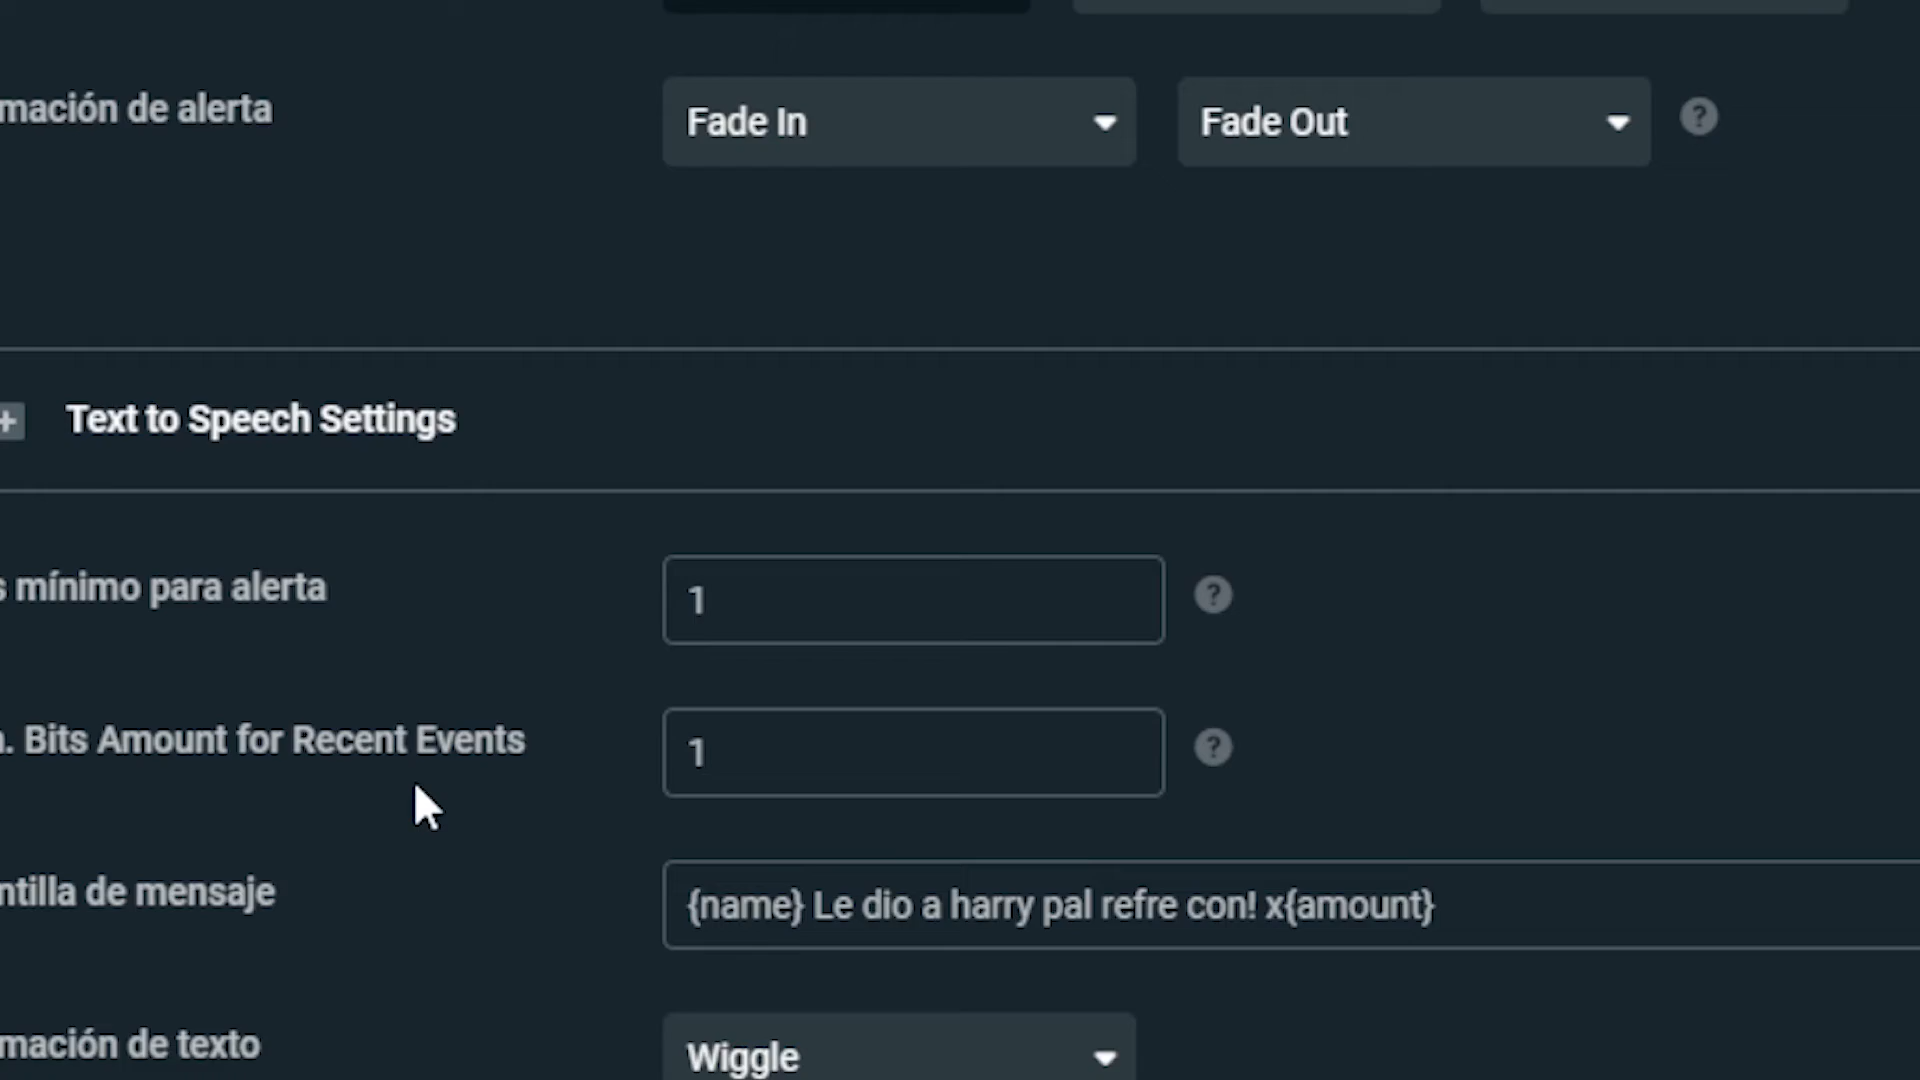 mación de alerta
Fade In
Fade Out
?
+
Text to Speech Settings
s mínimo para alerta
1
?
. Bits Amount for Recent Events
1
?
ntilla de mensaje
{name} Le dio a harry pal refre con! x{amount}
mación de texto
Wiggle